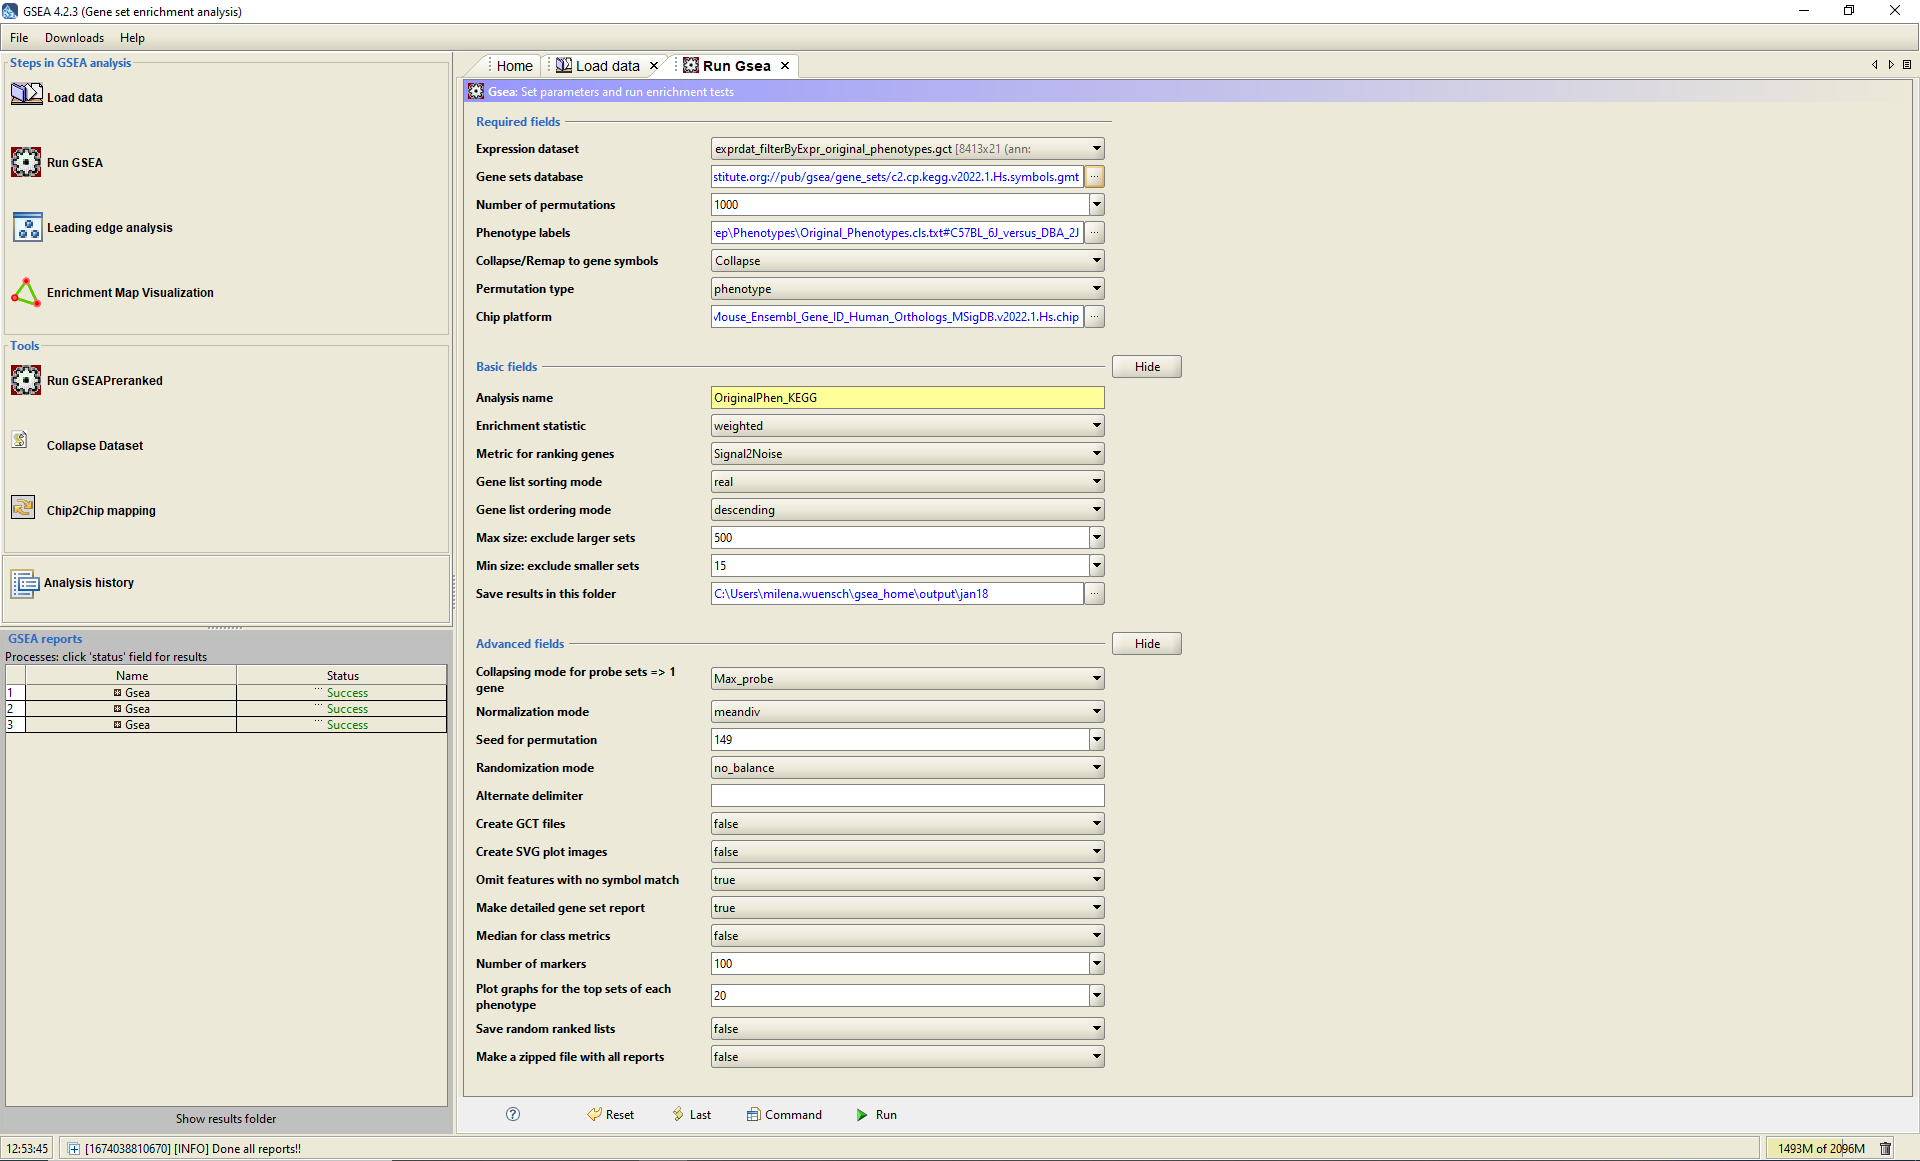 GSEA 4.2.3 (Gene set enrichment analysis)
File Downloads Help
Steps in GSEA analysis
Load data
Run GSEA
Leading edge analysis
Enrichment Map Visualization
Tools
Run GSEAPreranked
Collapse Dataset
Chip2Chip mapping
Analysis history
GSEA reports
Processes: click 'status' field for results
Name Status
1 Gsea ... Success
2 Gsea ... Success
3 Gsea ... Success
Show results folder
Home Load data Run Gsea
Gsea: Set parameters and run enrichment tests
Required fields
Expression dataset exprdat_filterByExpr_original_phenotypes.gct [8413x21 (ann:
Gene sets database stitute.org://pub/gsea/gene_sets/c2.cp.kegg.v2022.1.Hs.symbols.gmt ...
Number of permutations 1000
Phenotype labels ep\Phenotypes\Original_Phenotypes.cls.txt#C57BL_6J_versus_DBA_2J ...
Collapse/Remap to gene symbols Collapse
Permutation type phenotype
Chip platform Mouse_Ensembl_Gene_ID_Human_Orthologs_MSigDB.v2022.1.Hs.chip ...
Basic fields Hide
Analysis name OriginalPhen_KEGG
Enrichment statistic weighted
Metric for ranking genes Signal2Noise
Gene list sorting mode real
Gene list ordering mode descending
Max size: exclude larger sets 500
Min size: exclude smaller sets 15
Save results in this folder C:\Users\milena.wuensch\gsea_home\output\jan18 ...
Advanced fields Hide
Collapsing mode for probe sets => 1
gene Max_probe
Normalization mode meandiv
Seed for permutation 149
Randomization mode no_balance
Alternate delimiter
Create GCT files false
Create SVG plot images false
Omit features with no symbol match true
Make detailed gene set report true
Median for class metrics false
Number of markers 100
Plot graphs for the top sets of each
phenotype 20
Save random ranked lists false
Make a zipped file with all reports false
? Reset Last Command Run
12:53:45 [1674038810670] [INFO] Done all reports!! 1493M of 2096M